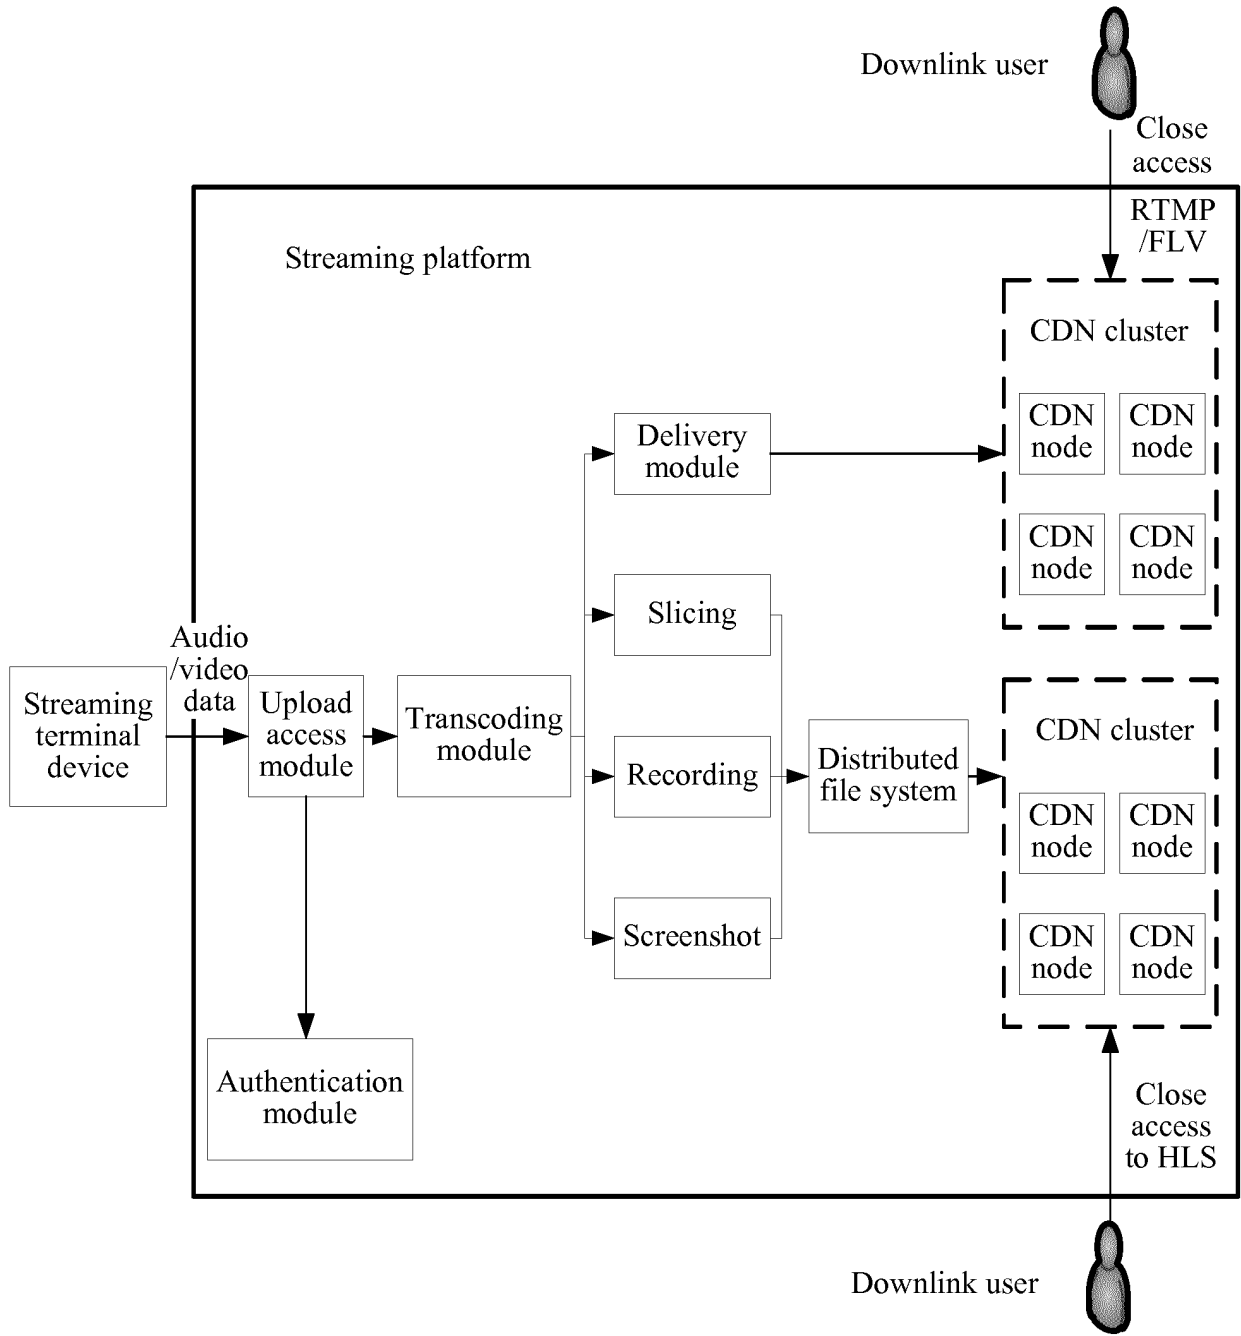 Downlink user
Close
access
RTMP
/FLV
Streaming platform
CDN cluster
CDN
node
CDN
node
CDN
node
CDN
node
Delivery
module
Slicing
Recording
Screenshot
Audio
/video
data
Streaming
terminal
device
Upload
access
module
Transcoding
module
Distributed
file system
CDN cluster
CDN
node
CDN
node
CDN
node
CDN
node
Authentication
module
Close
access
to HLS
Downlink user